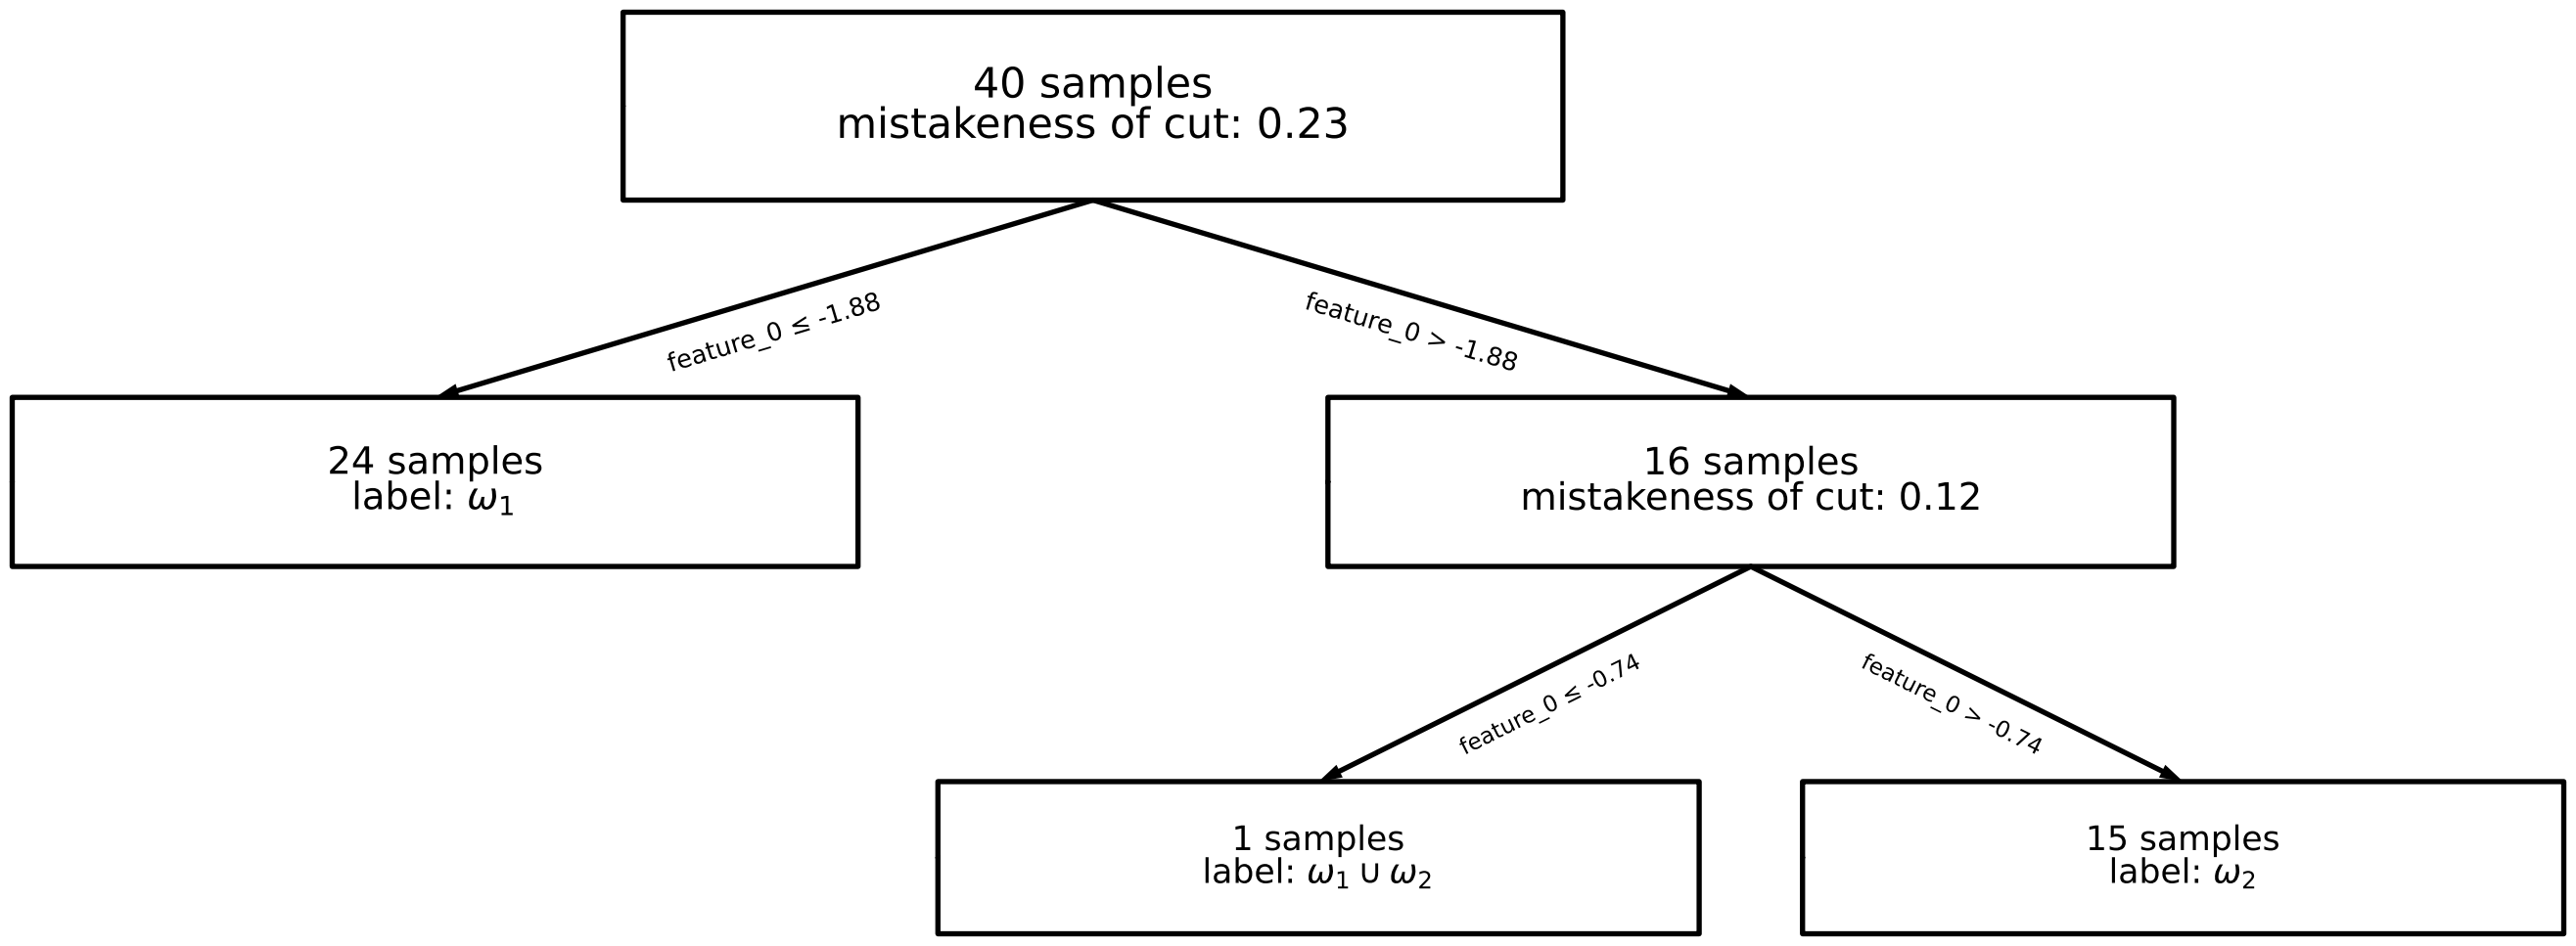 40 samples
mistakeness of cut: 0.23
feature_0 ≤ -1.88
feature_0 > -1.88
24 samples
label: ω₁
16 samples
mistakeness of cut: 0.12
feature_0 ≤ -0.74
feature_0 > -0.74
1 samples
label: ω₁ ∪ ω₂
15 samples
label: ω₂